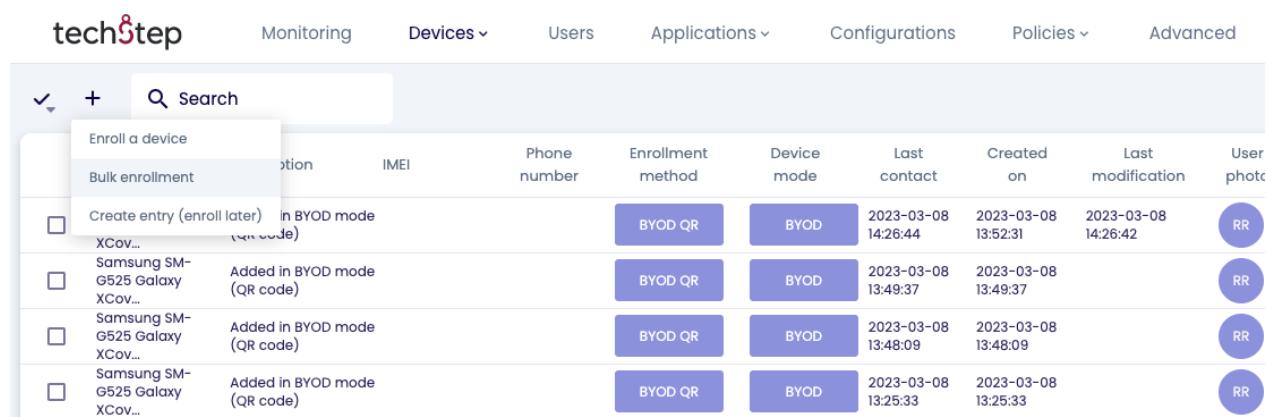 techstep Monitoring Devices Users Applications Configurations Policies Advanced
Search
Enroll a device
Bulk enrollment
Create entry (enroll later)
IMEI Phone number Enrollment method Device mode Last contact Created on Last modification User
XCov... in BYOD mode (QR code) BYOD QR BYOD 2023-03-08 14:26:44 2023-03-08 13:52:31 2023-03-08 14:26:42 RR
Samsung SM-G525 Galaxy XCov... Added in BYOD mode (QR code) BYOD QR BYOD 2023-03-08 13:49:37 2023-03-08 13:49:37 RR
Samsung SM-G525 Galaxy XCov... Added in BYOD mode (QR code) BYOD QR BYOD 2023-03-08 13:48:09 2023-03-08 13:48:09 RR
Samsung SM-G525 Galaxy XCov... Added in BYOD mode (QR code) BYOD QR BYOD 2023-03-08 13:25:33 2023-03-08 13:25:33 RR